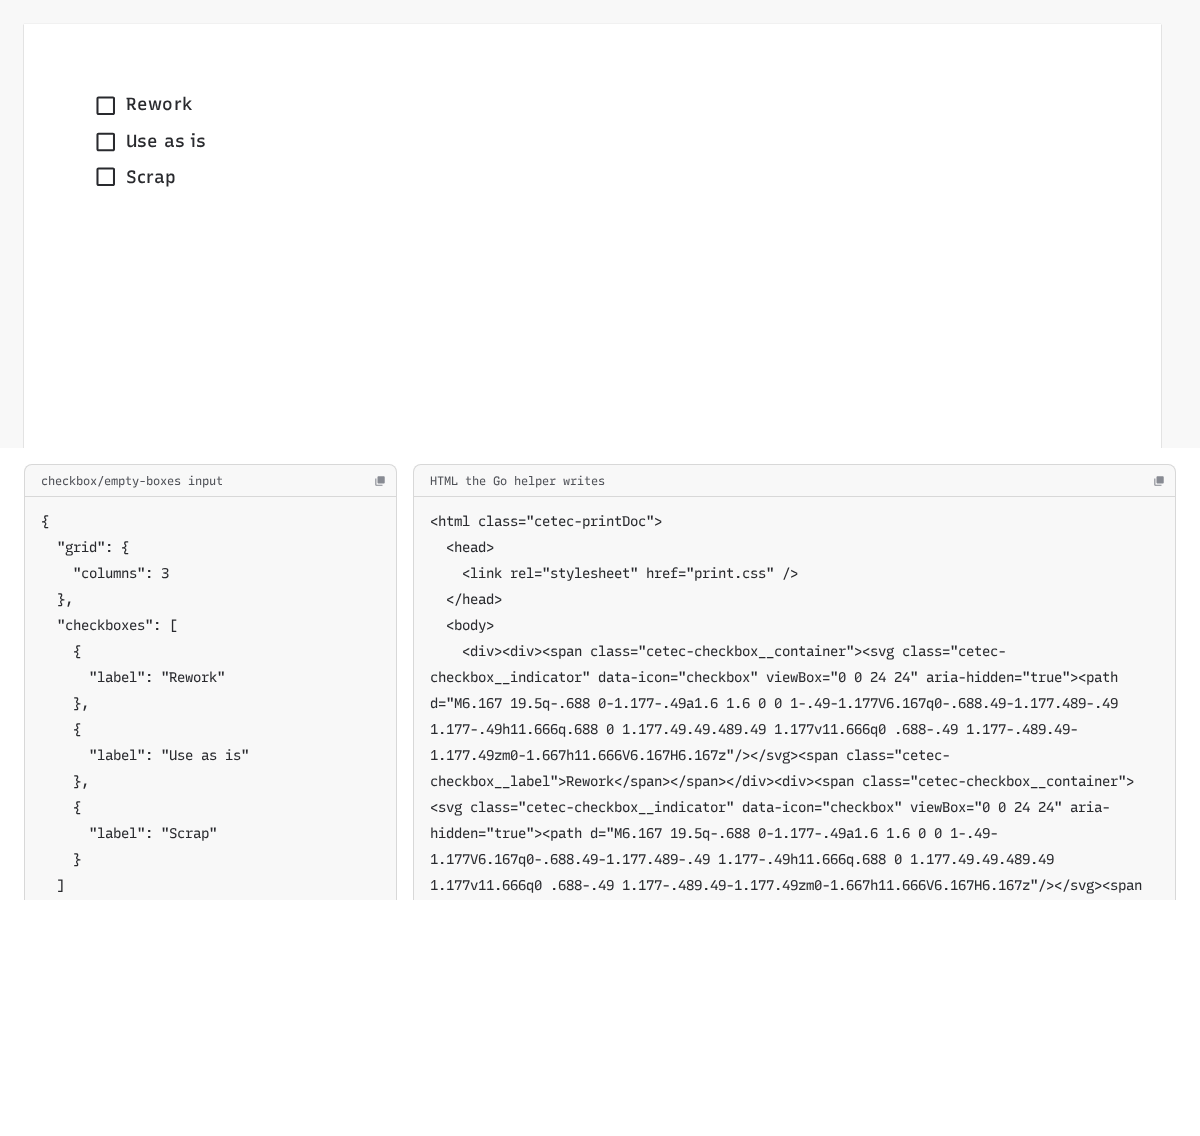 Rework
Use as is
Scrap
checkbox/empty-boxes input
{
  "grid": {
    "columns": 3
  },
  "checkboxes": [
    {
      "label": "Rework"
    },
    {
      "label": "Use as is"
    },
    {
      "label": "Scrap"
    }
  ]
HTML the Go helper writes
<html class="cetec-printDoc">
  <head>
    <link rel="stylesheet" href="print.css" />
  </head>
  <body>
    <div><div><span class="cetec-checkbox__container"><svg class="cetec-
checkbox__indicator" data-icon="checkbox" viewBox="0 0 24 24" aria-hidden="true"><path
d="M6.167 19.5q-.688 0-1.177-.49a1.6 1.6 0 0 1-.49-1.177V6.167q0-.688.49-1.177.489-.49
1.177-.49h11.666q.688 0 1.177.49.49.489.49 1.177v11.666q0 .688-.49 1.177-.489.49-
1.177.49zm0-1.667h11.666V6.167H6.167z"/></svg><span class="cetec-
checkbox__label">Rework</span></span></div><div><span class="cetec-checkbox__container">
<svg class="cetec-checkbox__indicator" data-icon="checkbox" viewBox="0 0 24 24" aria-
hidden="true"><path d="M6.167 19.5q-.688 0-1.177-.49a1.6 1.6 0 0 1-.49-
1.177V6.167q0-.688.49-1.177.489-.49 1.177-.49h11.666q.688 0 1.177.49.49.489.49
1.177v11.666q0 .688-.49 1.177-.489.49-1.177.49zm0-1.667h11.666V6.167H6.167z"/></svg><span